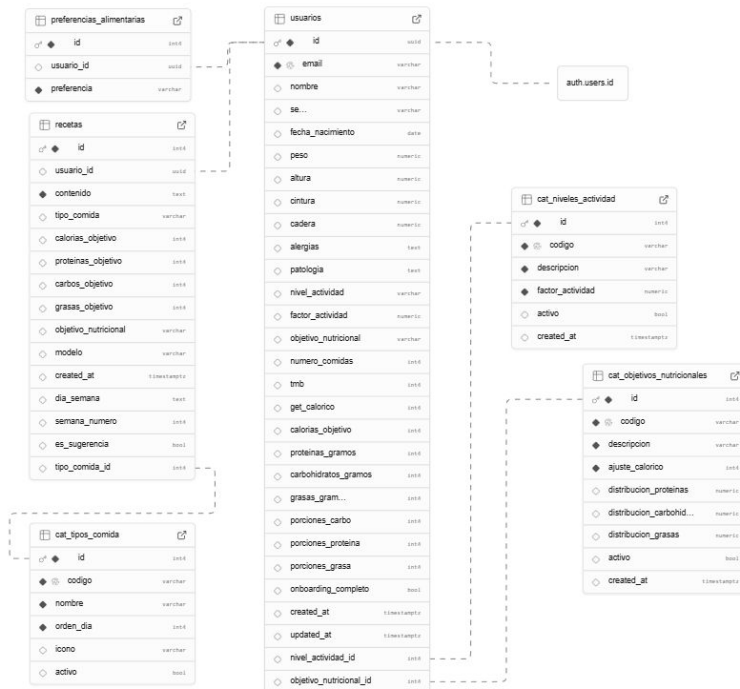 preferencias_alimentarias
id int4
usuario_id uuid
preferencia varchar
recetas
id int4
usuario_id uuid
contenido text
tipo_comida varchar
calorias_objetivo int4
proteinas_objetivo int4
carbos_objetivo int4
grasas_objetivo int4
objetivo_nutricional varchar
modelo varchar
created_at timestamptz
dia_semana text
semana_numero int4
es_sugerencia bool
tipo_comida_id int4
cat_tipos_comida
id int4
codigo varchar
nombre varchar
orden_dia int4
icono varchar
activo bool
usuarios
id uuid
email varchar
nombre varchar
se...
fecha_nacimiento date
peso numeric
altura numeric
cintura numeric
cadera numeric
alergias text
patologia text
nivel_actividad varchar
factor_actividad numeric
objetivo_nutricional varchar
numero_comidas int4
tmb int4
get_calorico int4
calorias_objetivo int4
proteinas_gramos int4
carbohidratos_gramos int4
grasas_gram... int4
porciones_carbo int4
porciones_proteina int4
porciones_grasa int4
onboarding_completo bool
created_at timestamptz
updated_at timestamptz
nivel_actividad_id int4
objetivo_nutricional_id int4
auth.users.id
cat_niveles_actividad
id int4
codigo varchar
descripcion varchar
factor_actividad numeric
activo bool
created_at timestamptz
cat_objetivos_nutricionales
id int4
codigo varchar
descripcion varchar
ajuste_calorico int4
distribucion_proteinas numeric
distribucion_carbohid... numeric
distribucion_grasas numeric
activo bool
created_at timestamptz